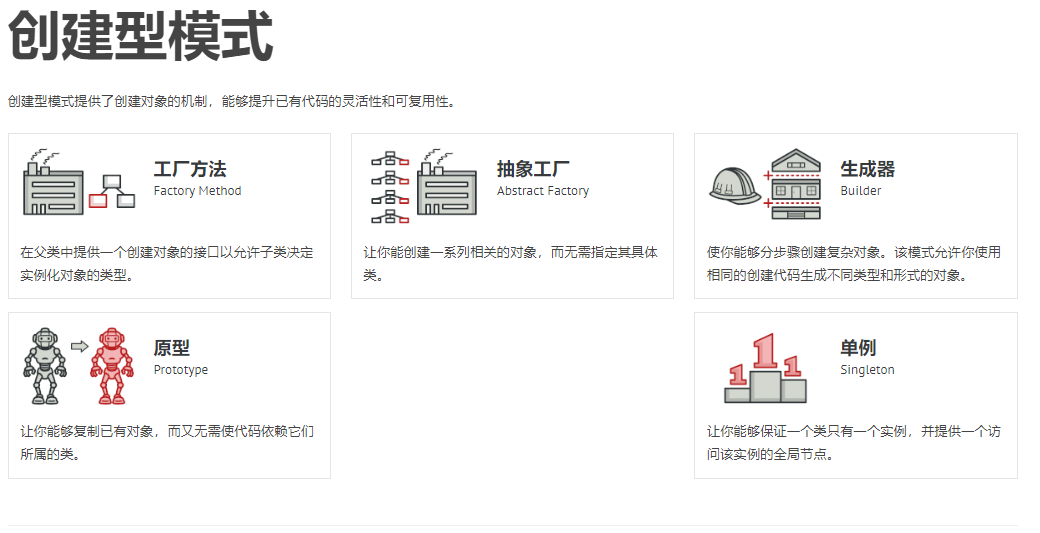 创建型模式
创建型模式提供了创建对象的机制，能够提升已有代码的灵活性和可复用性。
工厂方法
Factory Method
在父类中提供一个创建对象的接口以允许子类决定
实例化对象的类型。
抽象工厂
Abstract Factory
让你能创建一系列相关的对象，而无需指定其具体
类。
生成器
Builder
使你能够分步骤创建复杂对象。该模式允许你使用
相同的创建代码生成不同类型和形式的对象。
原型
Prototype
让你能够复制已有对象，而又无需使代码依赖它们
所属的类。
1
1
1
单例
Singleton
让你能够保证一个类只有一个实例，并提供一个访
问该实例的全局节点。